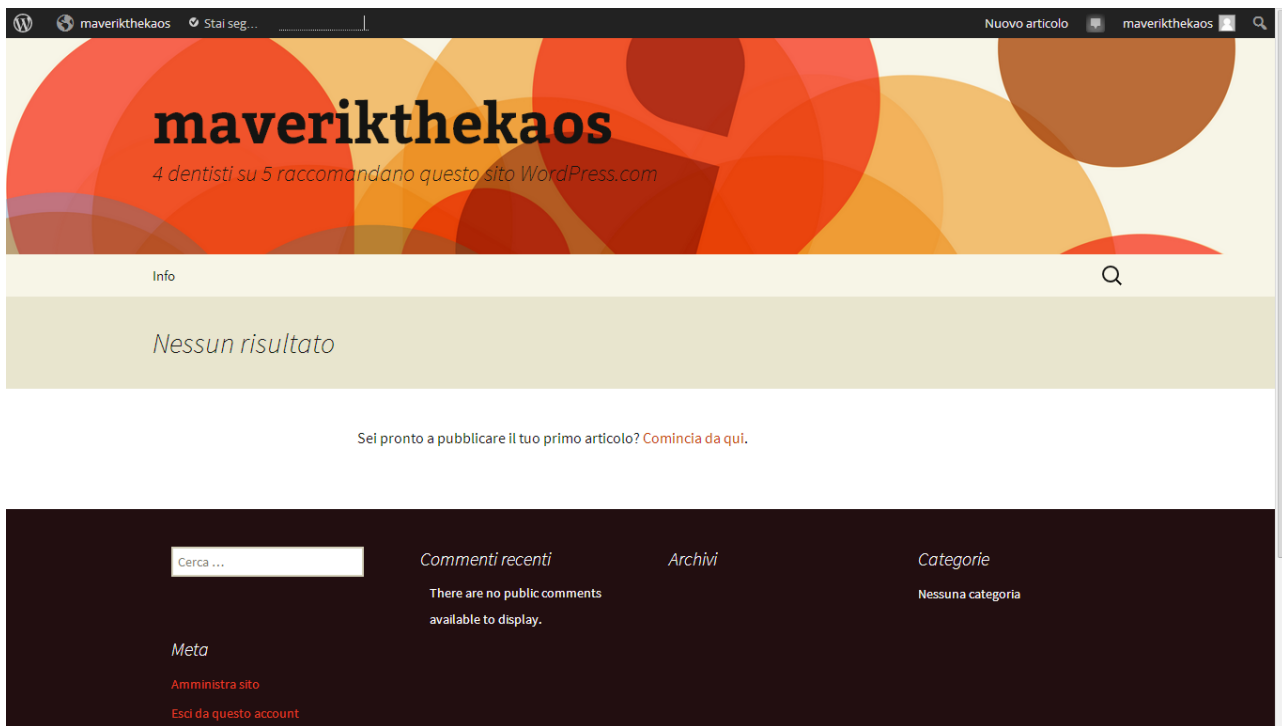 maverikthekaos Stai seg... Nuovo articolo maverikthekaos
maverikthekaos
4 dentisti su 5 raccomandano questo sito WordPress.com
Info
Nessun risultato
Sei pronto a pubblicare il tuo primo articolo? Comincia da qui.
Cerca ...
Meta
Amministra sito
Esci da questo account
Commenti recenti
There are no public comments
available to display.
Archivi
Categorie
Nessuna categoria